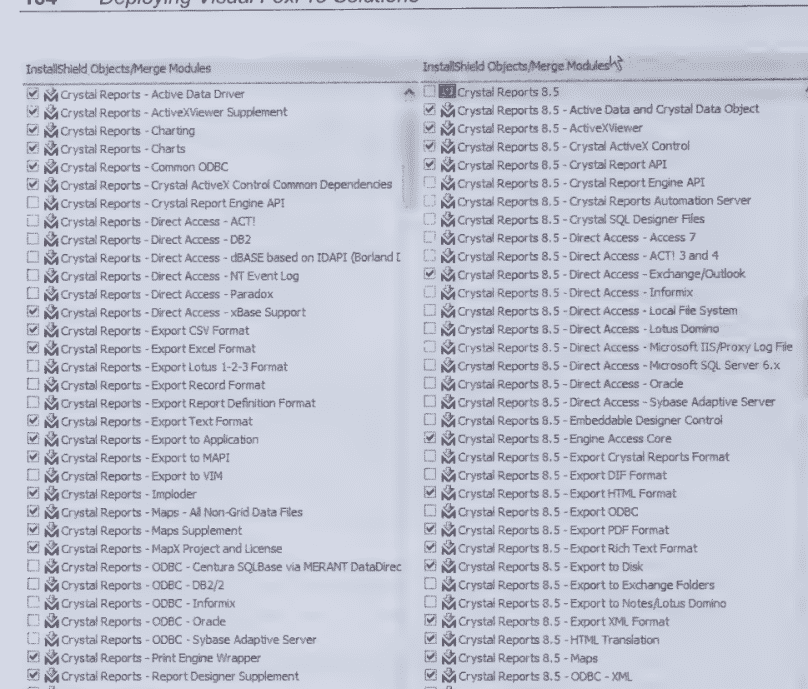 InstallShield Objects/Merge Modules
Crystal Reports - Active Data Driver
Crystal Reports - ActiveXViewer Supplement
Crystal Reports - Charting
Crystal Reports - Charts
Crystal Reports - Common ODBC
Crystal Reports - Crystal ActiveX Control Common Dependencies
Crystal Reports - Crystal Report Engine API
Crystal Reports - Direct Access - ACT!
Crystal Reports - Direct Access - DB2
Crystal Reports - Direct Access - dBASE based on IDAPI (Borland
Crystal Reports - Direct Access - NT Event Log
Crystal Reports - Direct Access - Paradox
Crystal Reports - Direct Access - xBase Support
Crystal Reports - Export CSV Format
Crystal Reports - Export Excel Format
Crystal Reports - Export Lotus 1-2-3 Format
Crystal Reports - Export Record Format
Crystal Reports - Export Report Definition Format
Crystal Reports - Export Text Format
Crystal Reports - Export to Application
Crystal Reports - Export to MAPI
Crystal Reports - Export to VIM
Crystal Reports - Imploder
Crystal Reports - Maps - All Non-Grid Data Files
Crystal Reports - Maps Supplement
Crystal Reports - MapX Project and License
Crystal Reports - ODBC - Centura SQLBase via MERANT DataDirec
Crystal Reports - ODBC - DB2/2
Crystal Reports - ODBC - Informix
Crystal Reports - ODBC - Oracle
Crystal Reports - ODBC - Sybase Adaptive Server
Crystal Reports - Print Engine Wrapper
Crystal Reports - Report Designer Supplement
InstallShield Objects/Merge Modules
Crystal Reports 8.5
Crystal Reports 8.5 - Active Data and Crystal Data Object
Crystal Reports 8.5 - ActiveXViewer
Crystal Reports 8.5 - Crystal ActiveX Control
Crystal Reports 8.5 - Crystal Report API
Crystal Reports 8.5 - Crystal Report Engine API
Crystal Reports 8.5 - Crystal Reports Automation Server
Crystal Reports 8.5 - Crystal SQL Designer Files
Crystal Reports 8.5 - Direct Access - Access 7
Crystal Reports 8.5 - Direct Access - ACT! 3 and 4
Crystal Reports 8.5 - Direct Access - Exchange/Outlook
Crystal Reports 8.5 - Direct Access - Informix
Crystal Reports 8.5 - Direct Access - Local File System
Crystal Reports 8.5 - Direct Access - Lotus Domino
Crystal Reports 8.5 - Direct Access - Microsoft IIS/Proxy Log File
Crystal Reports 8.5 - Direct Access - Microsoft SQL Server 6.x
Crystal Reports 8.5 - Direct Access - Oracle
Crystal Reports 8.5 - Direct Access - Sybase Adaptive Server
Crystal Reports 8.5 - Embeddable Designer Control
Crystal Reports 8.5 - Engine Access Core
Crystal Reports 8.5 - Export Crystal Reports Format
Crystal Reports 8.5 - Export DIF Format
Crystal Reports 8.5 - Export HTML Format
Crystal Reports 8.5 - Export ODBC
Crystal Reports 8.5 - Export PDF Format
Crystal Reports 8.5 - Export Rich Text Format
Crystal Reports 8.5 - Export to Disk
Crystal Reports 8.5 - Export to Exchange Folders
Crystal Reports 8.5 - Export to Notes/Lotus Domino
Crystal Reports 8.5 - Export XML Format
Crystal Reports 8.5 - HTML Translation
Crystal Reports 8.5 - Maps
Crystal Reports 8.5 - ODBC - XML